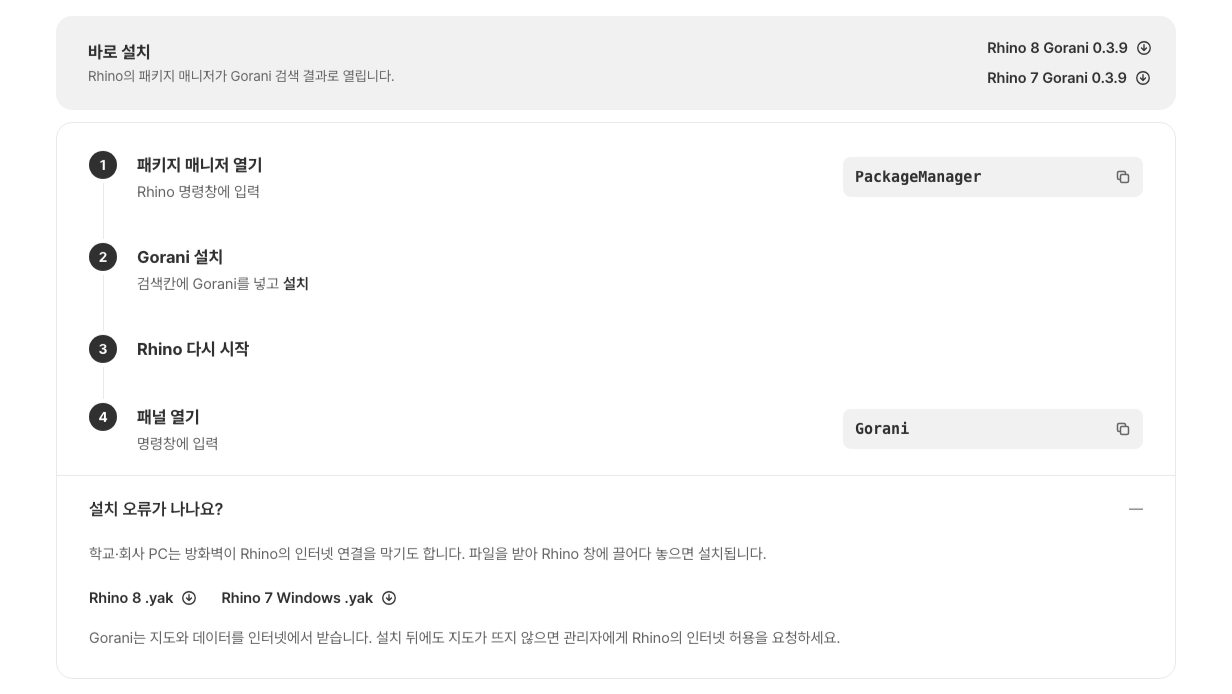 바로 설치
Rhino의 패키지 매니저가 Gorani 검색 결과로 열립니다.
Rhino 8 Gorani 0.3.9
Rhino 7 Gorani 0.3.9
1
패키지 매니저 열기
Rhino 명령창에 입력
PackageManager
2
Gorani 설치
검색칸에 Gorani를 넣고 설치
3
Rhino 다시 시작
4
패널 열기
명령창에 입력
Gorani
설치 오류가 나나요?
학교·회사 PC는 방화벽이 Rhino의 인터넷 연결을 막기도 합니다. 파일을 받아 Rhino 창에 끌어다 놓으면 설치됩니다.
Rhino 8 .yak
Rhino 7 Windows .yak
Gorani는 지도와 데이터를 인터넷에서 받습니다. 설치 뒤에도 지도가 뜨지 않으면 관리자에게 Rhino의 인터넷 허용을 요청하세요.